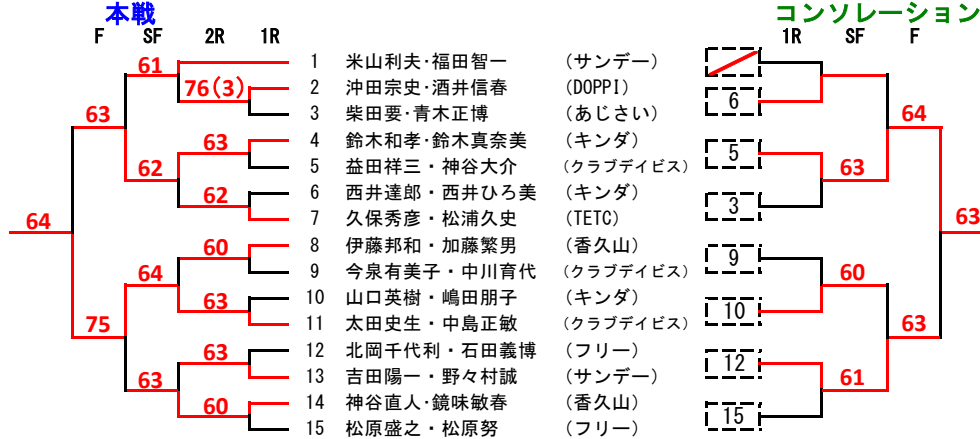 本戦 コンソレーション
F SF 2R 1R 1R SF F
61 1 米山利夫・福田智一 (サンデー)
76(3) 2 沖田宗史・酒井信春 (DOPPI) 6
63 3 柴田要・青木正博 (あじさい) 64
63 4 鈴木和孝・鈴木真奈美 (キンダ)
62 5 益田祥三・神谷大介 (クラブデイビス) 5 63
62 6 西井達郎・西井ひろ美 (キンダ)
64 7 久保秀彦・松浦久史 (TETC) 3 63
60 8 伊藤邦和・加藤繁男 (香久山)
64 9 今泉有美子・中川育代 (クラブデイビス) 9 60
63 10 山口英樹・嶋田朋子 (キンダ)
75 11 太田史生・中島正敏 (クラブデイビス) 10 63
63 12 北岡千代利・石田義博 (フリー)
63 13 吉田陽一・野々村誠 (サンデー) 12 61
60 14 神谷直人・鏡味敏春 (香久山)
15 松原盛之・松原努 (フリー) 15